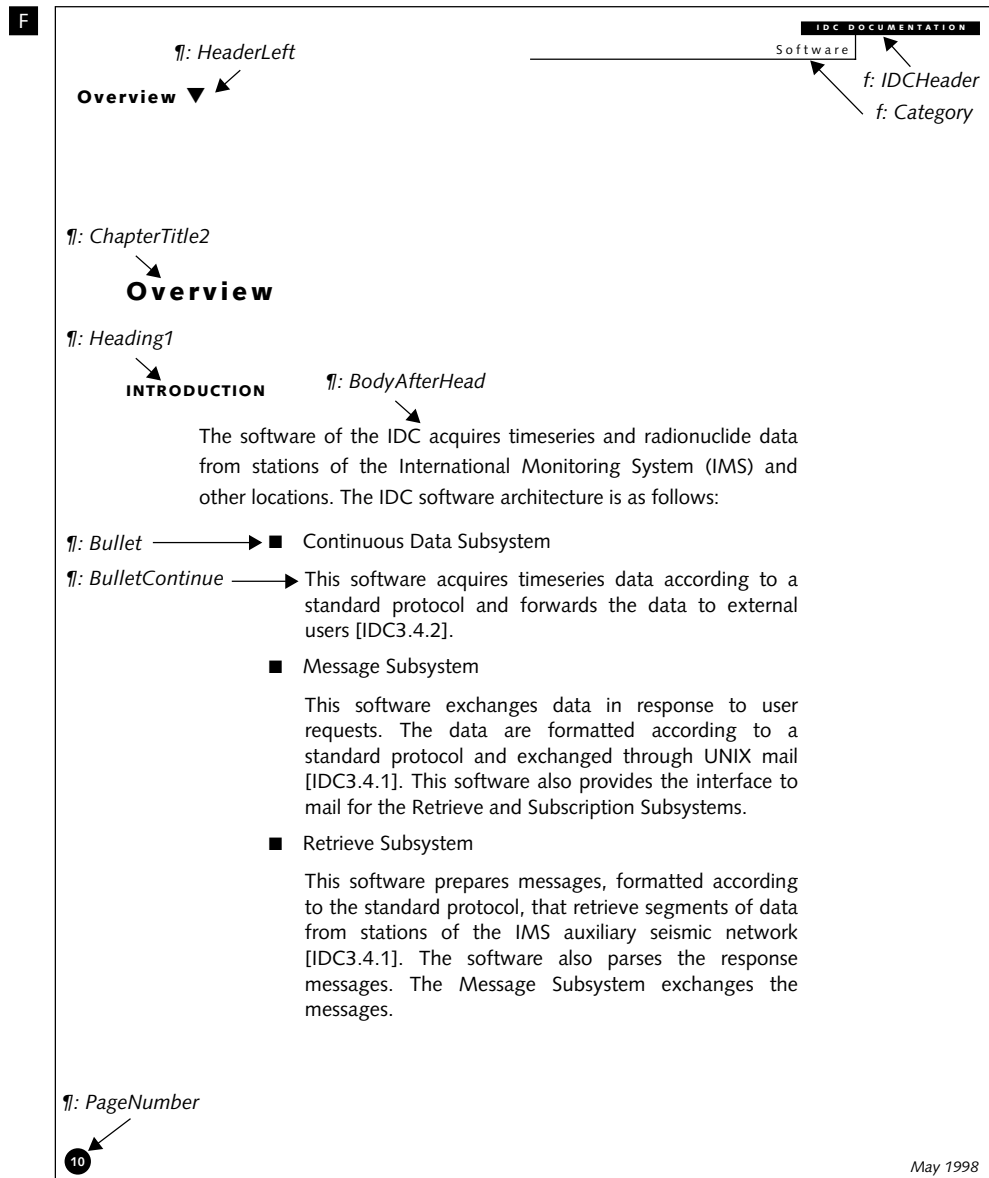 F
IDC DOCUMENTATION
¶: HeaderLeft
Software
f: IDCHeader
Overview ▼
f: Category
¶: ChapterTitle2
Overview
¶: Heading1
¶: BodyAfterHead
INTRODUCTION
The software of the IDC acquires timeseries and radionuclide data
from stations of the International Monitoring System (IMS) and
other locations. The IDC software architecture is as follows:
¶: Bullet
■ Continuous Data Subsystem
¶: BulletContinue
This software acquires timeseries data according to a
standard protocol and forwards the data to external
users [IDC3.4.2].
■ Message Subsystem
This software exchanges data in response to user
requests. The data are formatted according to a
standard protocol and exchanged through UNIX mail
[IDC3.4.1]. This software also provides the interface to
mail for the Retrieve and Subscription Subsystems.
■ Retrieve Subsystem
This software prepares messages, formatted according
to the standard protocol, that retrieve segments of data
from stations of the IMS auxiliary seismic network
[IDC3.4.1]. The software also parses the response
messages. The Message Subsystem exchanges the
messages.
¶: PageNumber
10
May 1998